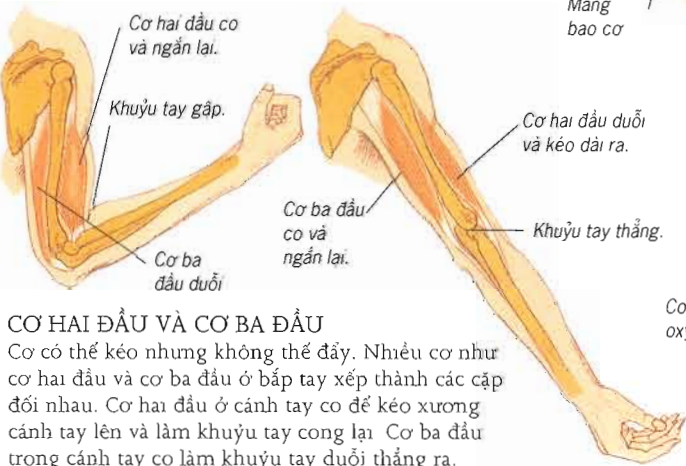 Màng
bao cơ
Cơ hai đầu co
và ngắn lại.
Khuỷu tay gập.
Cơ ba
đầu duỗi
Cơ hai đầu duỗi
và kéo dài ra.
Cơ ba đầu
co và
ngắn lại.
Khuỷu tay thẳng.
Cơ
oxy
CƠ HAI ĐẦU VÀ CƠ BA ĐẦU
Cơ có thể kéo nhưng không thể đẩy. Nhiều cơ như
cơ hai đầu và cơ ba đầu ở bắp tay xếp thành các cặp
đối nhau. Cơ hai đầu ở cánh tay co để kéo xương
cánh tay lên và làm khuỷu tay cong lại Cơ ba đầu
trong cánh tay co làm khuỷu tay duỗi thẳng ra.